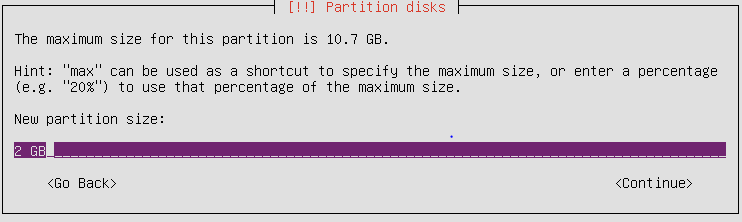 [!!] Partition disks
The maximum size for this partition is 10.7 GB.
Hint: "max" can be used as a shortcut to specify the maximum size, or enter a percentage
(e.g. "20%") to use that percentage of the maximum size.
New partition size:
2 GB
<Go Back> <Continue>